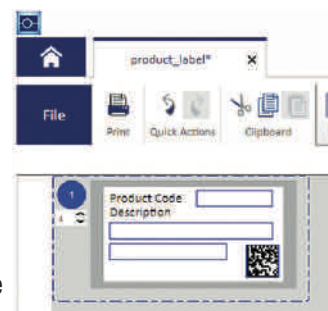 product_label*
File
Print
Quick Actions
Clipboard
1
4
Product Code
Description
e